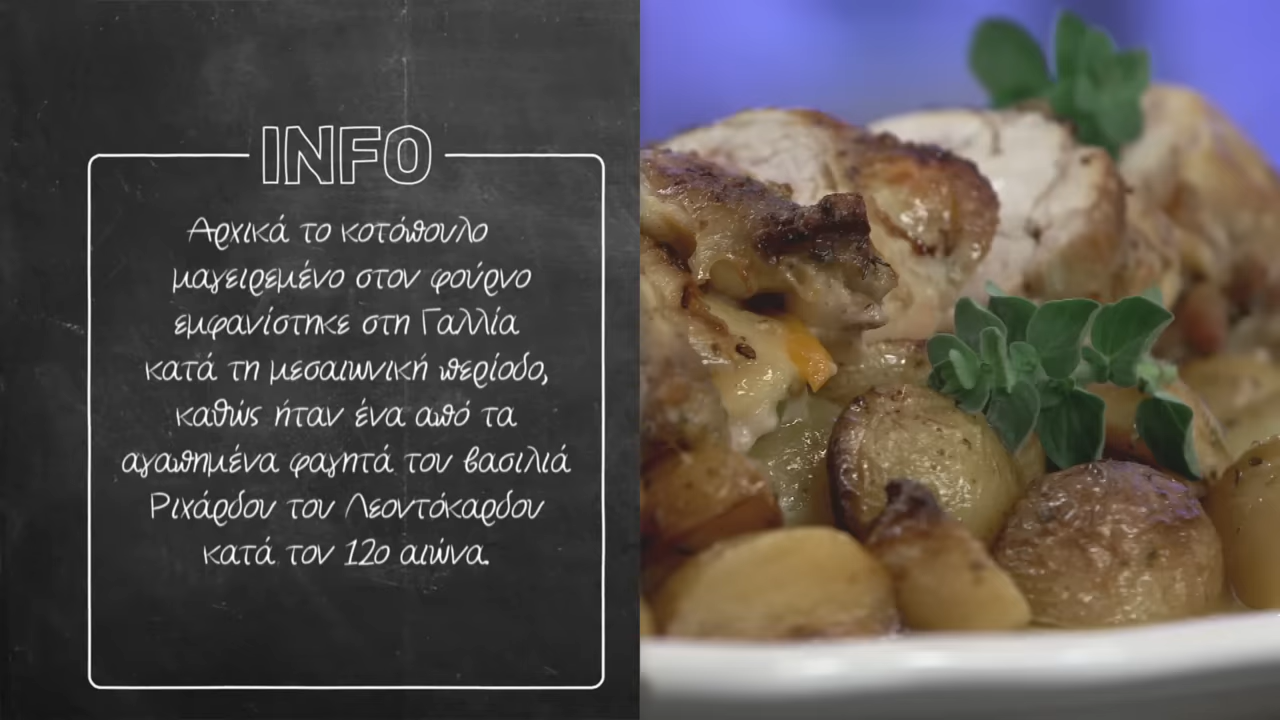 INFO
Αρχικά το κοτόπουλο
μαγειρεμένο στον φούρνο
εμφανίστηκε στη Γαλλία
κατά τη μεσαιωνική περίοδο,
καθώς ήταν ένα από τα
αγαπημένα φαγητά του βασιλιά
Ριχάρδου του Λεοντόκαρδου
κατά τον 12ο αιώνα.